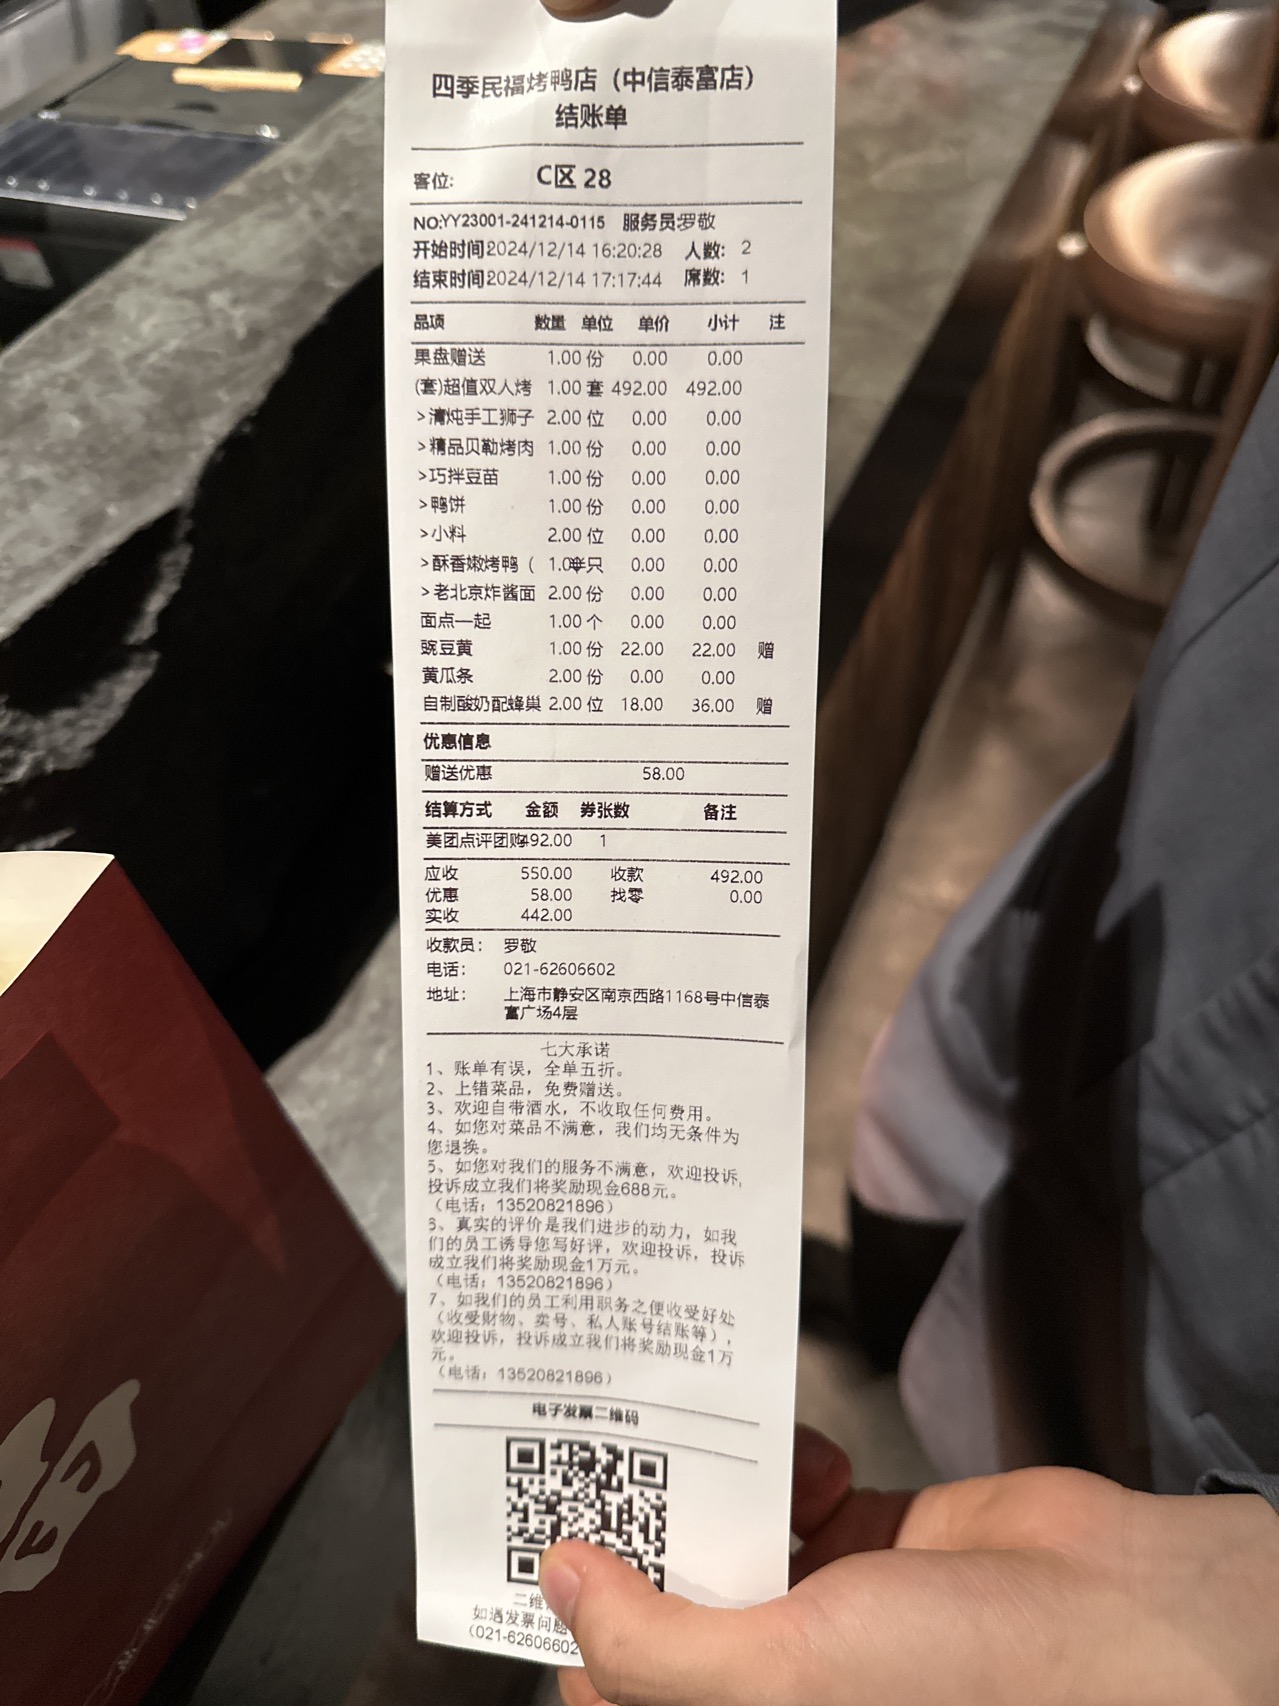 四季民福烤鸭店（中信泰富店）
结账单
客位: C区 28
NO:YY23001-241214-0115 服务员:罗敬
开始时间2024/12/14 16:20:28 人数: 2
结束时间2024/12/14 17:17:44 席数: 1
品项 数量 单位 单价 小计 注
果盘赠送 1.00 份 0.00 0.00
(套)超值双人烤 1.00 套 492.00 492.00
>清炖手工狮子 2.00 位 0.00 0.00
>精品贝勒烤肉 1.00 份 0.00 0.00
>巧拌豆苗 1.00 份 0.00 0.00
>鸭饼 1.00 份 0.00 0.00
>小料 2.00 位 0.00 0.00
>酥香嫩烤鸭（ 1.0半只 0.00 0.00
>老北京炸酱面 2.00 份 0.00 0.00
面点一起 1.00 个 0.00 0.00
豌豆黄 1.00 份 22.00 22.00 赠
黄瓜条 2.00 份 0.00 0.00
自制酸奶配蜂巢 2.00 位 18.00 36.00 赠
优惠信息
赠送优惠 58.00
结算方式 金额 券张数 备注
美团点评团购492.00 1
应收 550.00 收款 492.00
优惠 58.00 找零 0.00
实收 442.00
收款员: 罗敬
电话: 021-62606602
地址: 上海市静安区南京西路1168号中信泰
富广场4层
七大承诺
1、账单有误，全单五折。
2、上错菜品，免费赠送。
3、欢迎自带酒水，不收取任何费用。
4、如您对菜品不满意，我们均无条件为
您退换。
5、如您对我们的服务不满意，欢迎投诉，
投诉成立我们将奖励现金688元。
（电话：13520821896）
6、真实的评价是我们进步的动力，如我
们的员工诱导您写好评，欢迎投诉，投诉
成立我们将奖励现金1万元。
（电话：13520821896）
7、如我们的员工利用职务之便收受好处
（收受财物、卖号、私人账号结账等），
欢迎投诉，投诉成立我们将奖励现金1万
元。
（电话：13520821896）
电子发票二维码
二维
如遇发票问题
（021-62606602